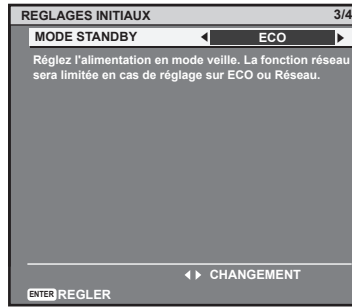 REGLAGES INITIAUX 3/4
MODE STANDBY ECO
Réglez l'alimentation en mode veille. La fonction réseau
sera limitée en cas de réglage sur ECO ou Réseau.
CHANGEMENT
ENTER REGLER